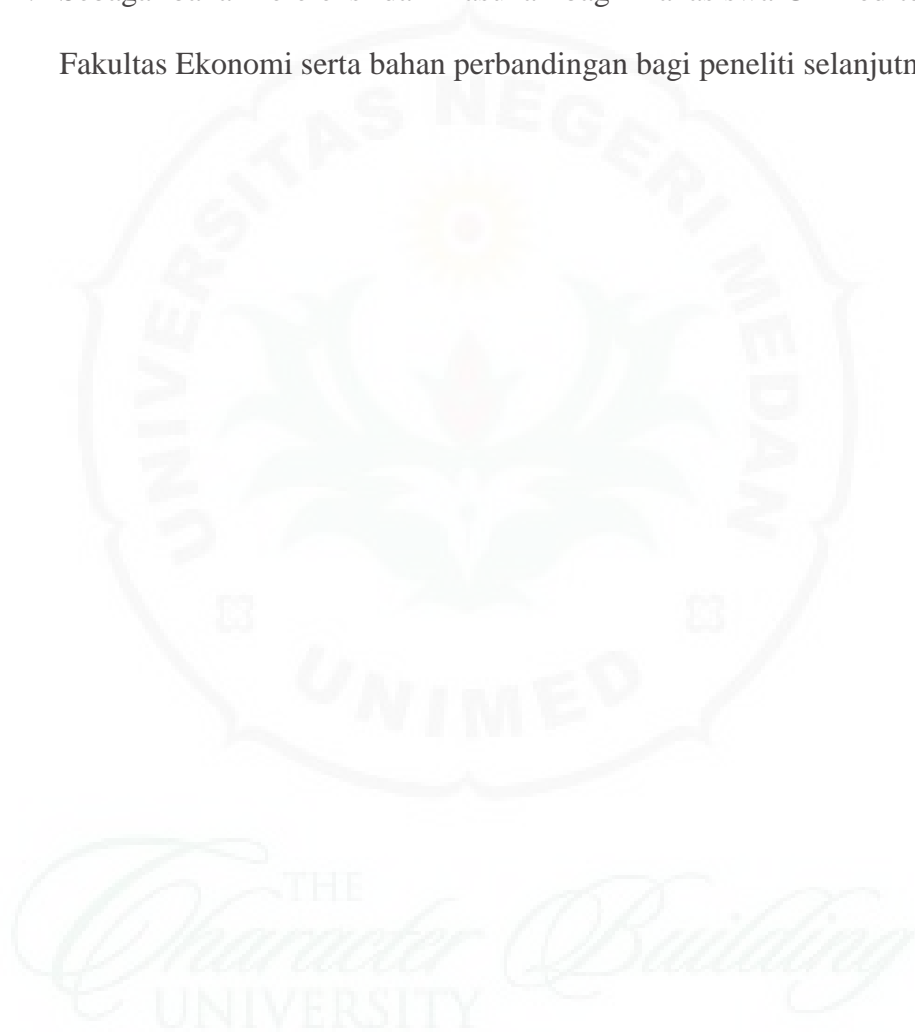 Fakultas Ekonomi serta bahan perbandingan bagi peneliti selanjutn
UNIVERSITAS NEGERI MEDAN
UNIMED
THE
Character Building
UNIVERSITY